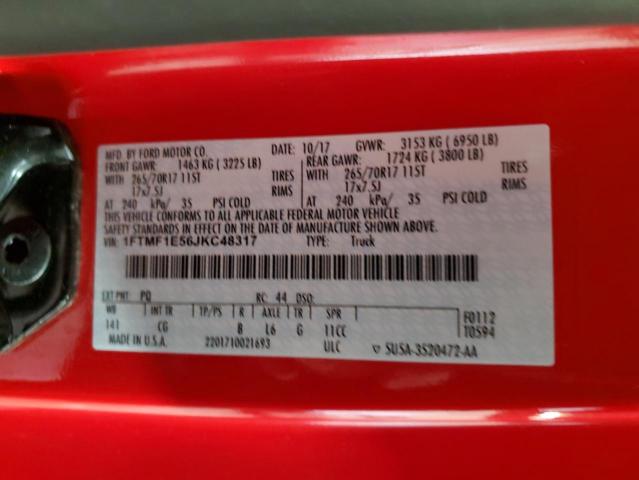 MFD. BY FORD MOTOR CO.
DATE: 10/17 GVWR: 3153 KG ( 6950 LB)
FRONT GAWR: 1463 KG ( 3225 LB) REAR GAWR: 1724 KG ( 3800 LB)
WITH 265/70R17 115T TIRES WITH 265/70R17 115T TIRES
17x7.5J RIMS 17x7.5J RIMS
AT 240 kPa/ 35 PSI COLD AT 240 kPa/ 35 PSI COLD
THIS VEHICLE CONFORMS TO ALL APPLICABLE FEDERAL MOTOR VEHICLE
SAFETY STANDARDS IN EFFECT ON THE DATE OF MANUFACTURE SHOWN ABOVE.
VIN: 1FTMF1E56JKC48317 TYPE: Truck
EXT PNT: PQ RC: 44 DSO:
WB INT TR TP/PS R AXLE TR SPR
141 CG B L6 G 11CC
F0112
T0594
MADE IN U.S.A. 2201710021693 ULC ▽ SU5A-3520472-AA